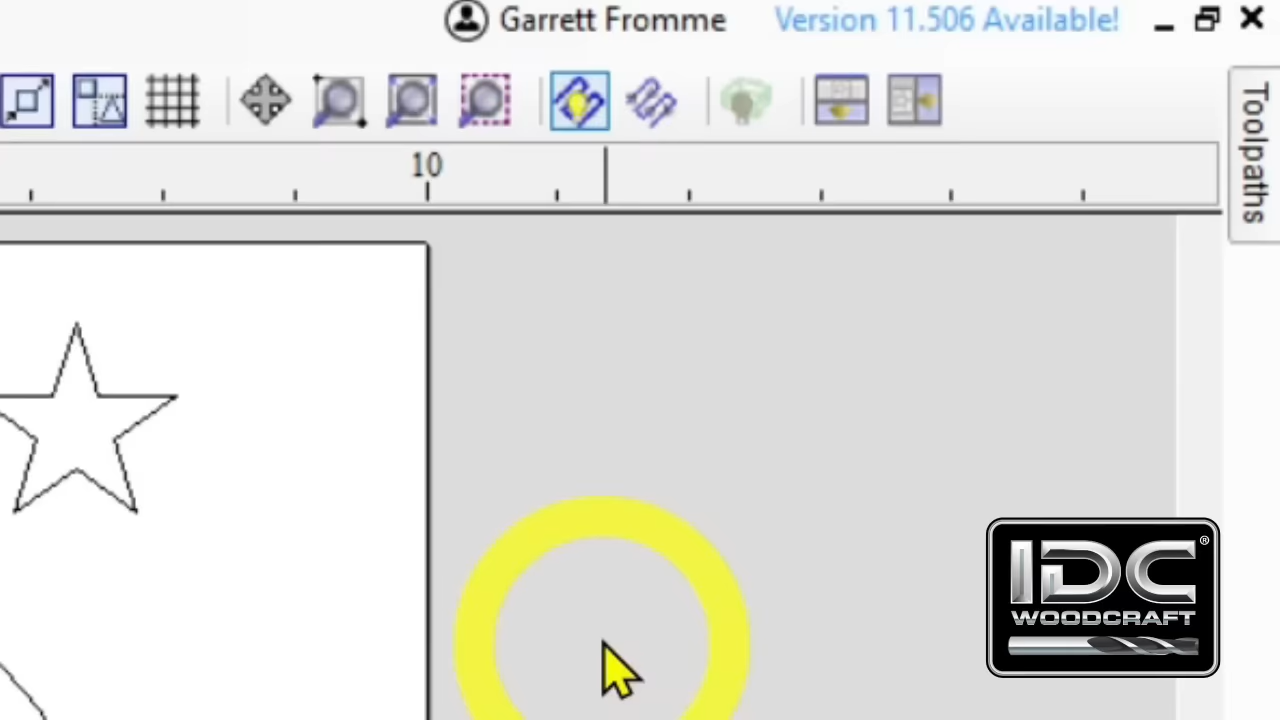 Garrett Fromme Version 11.506 Available!
Toolpaths
10
IDC®
WOODCRAFT